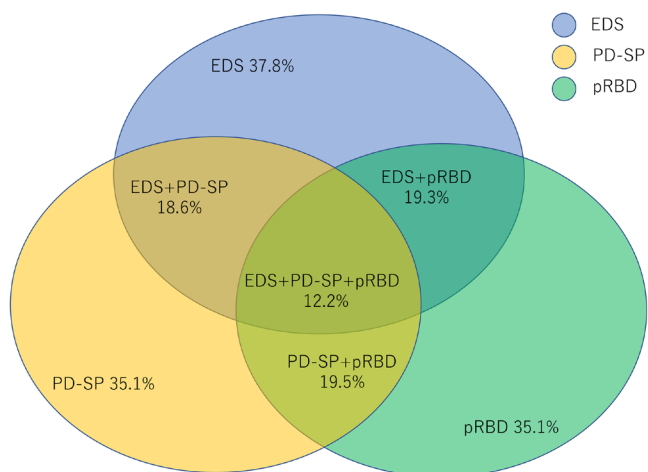 EDS
PD-SP
pRBD
EDS 37.8%
EDS+PD-SP
18.6%
EDS+pRBD
19.3%
EDS+PD-SP+pRBD
12.2%
PD-SP+pRBD
19.5%
PD-SP 35.1%
pRBD 35.1%